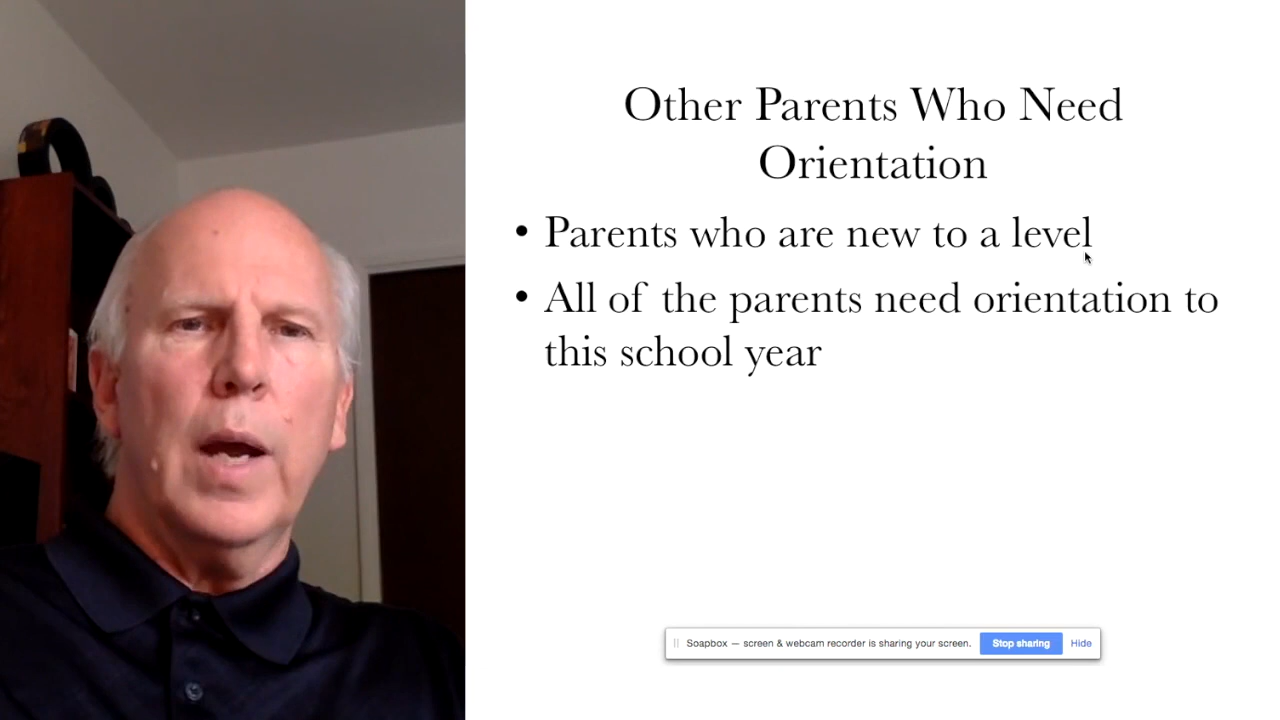 Other Parents Who Need
Orientation
• Parents who are new to a level
• All of the parents need orientation to
this school year
Soapbox — screen & webcam recorder is sharing your screen. Stop sharing Hide